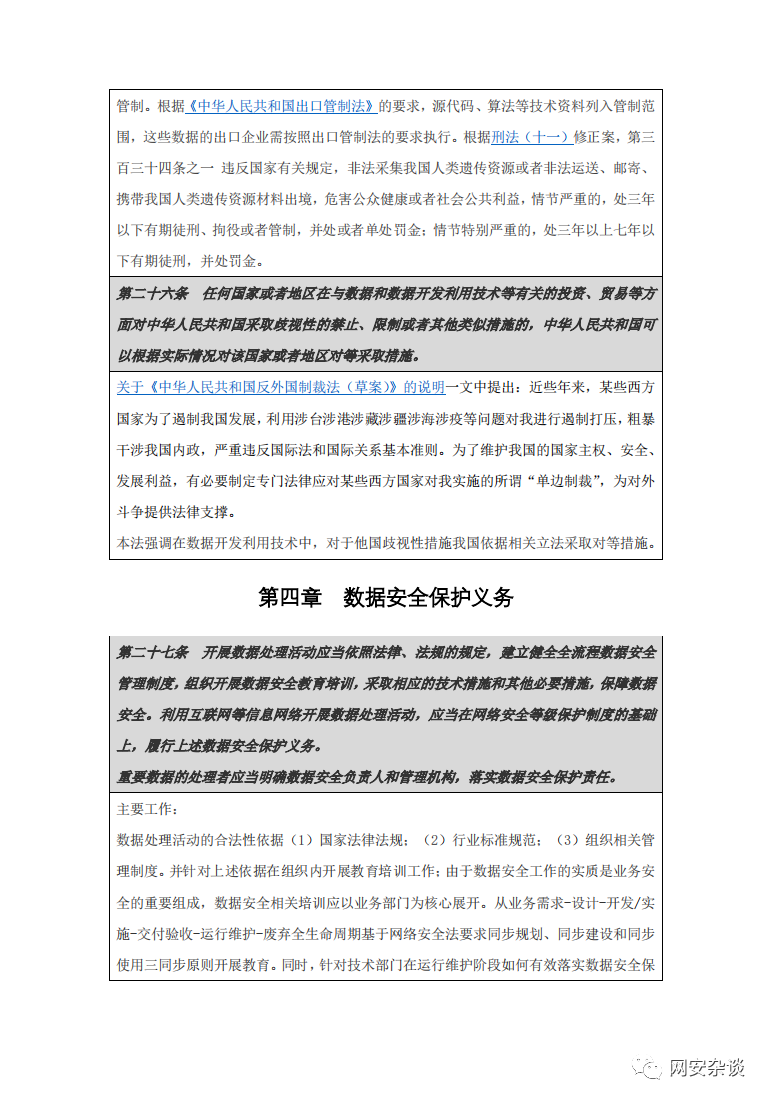 管制。根据《中华人民共和国出口管制法》的要求，源代码、算法等技术资料列入管制范
围，这些数据的出口企业需按照出口管制法的要求执行。根据刑法（十一）修正案，第三
百三十四条之一 违反国家有关规定，非法采集我国人类遗传资源或者非法运送、邮寄、
携带我国人类遗传资源材料出境，危害公众健康或者社会公共利益，情节严重的，处三年
以下有期徒刑、拘役或者管制，并处或者单处罚金；情节特别严重的，处三年以上七年以
下有期徒刑，并处罚金。
第二十六条　任何国家或者地区在与数据和数据开发利用技术等有关的投资、贸易等方
面对中华人民共和国采取歧视性的禁止、限制或者其他类似措施的，中华人民共和国可
以根据实际情况对该国家或者地区对等采取措施。
关于《中华人民共和国反外国制裁法（草案）》的说明一文中提出：近些年来，某些西方
国家为了遏制我国发展，利用涉台涉港涉藏涉疆涉海涉疫等问题对我进行遏制打压，粗暴
干涉我国内政，严重违反国际法和国际关系基本准则。为了维护我国的国家主权、安全、
发展利益，有必要制定专门法律应对某些西方国家对我实施的所谓“单边制裁”，为对外
斗争提供法律支撑。
本法强调在数据开发利用技术中，对于他国歧视性措施我国依据相关立法采取对等措施。
第四章　数据安全保护义务
第二十七条　开展数据处理活动应当依照法律、法规的规定，建立健全全流程数据安全
管理制度，组织开展数据安全教育培训，采取相应的技术措施和其他必要措施，保障数据
安全。利用互联网等信息网络开展数据处理活动，应当在网络安全等级保护制度的基础
上，履行上述数据安全保护义务。
重要数据的处理者应当明确数据安全负责人和管理机构，落实数据安全保护责任。
主要工作：
数据处理活动的合法性依据（1）国家法律法规；（2）行业标准规范；（3）组织相关管
理制度。并针对上述依据在组织内开展教育培训工作；由于数据安全工作的实质是业务安
全的重要组成，数据安全相关培训应以业务部门为核心展开。从业务需求-设计-开发/实
施-交付验收-运行维护-废弃全生命周期基于网络安全法要求同步规划、同步建设和同步
使用三同步原则开展教育。同时，针对技术部门在运行维护阶段如何有效落实数据安全保
网安杂谈